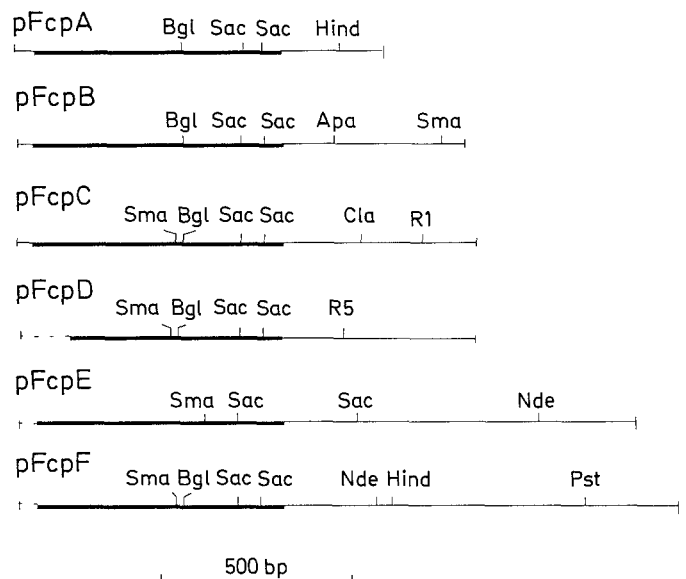 pFcpA
Bgl Sac Sac Hind
pFcpB
Bgl Sac Sac Apa Sma
pFcpC
Sma Bgl Sac Sac Cla R1
pFcpD
Sma Bgl Sac Sac R5
pFcpE
Sma Sac Sac Nde
pFcpF
Sma Bgl Sac Sac Nde Hind Pst
500 bp